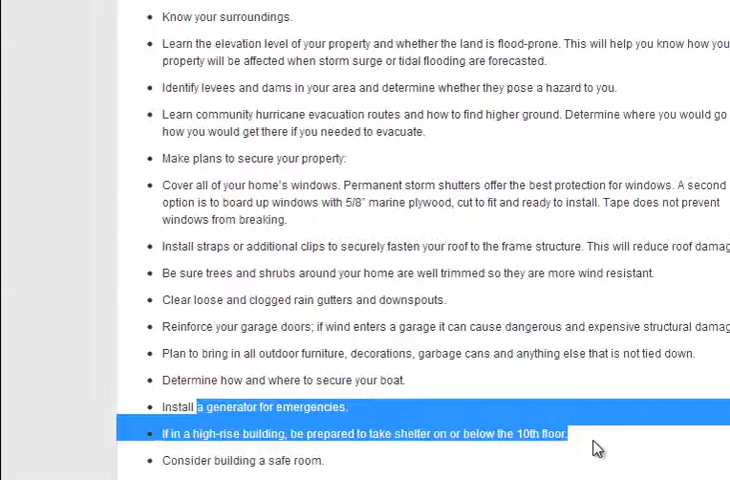 Know your surroundings.
Learn the elevation level of your property and whether the land is flood-prone. This will help you know how your
property will be affected when storm surge or tidal flooding are forecasted.
Identify levees and dams in your area and determine whether they pose a hazard to you.
Learn community hurricane evacuation routes and how to find higher ground. Determine where you would go
how you would get there if you needed to evacuate.
Make plans to secure your property:
Cover all of your home's windows. Permanent storm shutters offer the best protection for windows. A second
option is to board up windows with 5/8" marine plywood, cut to fit and ready to install. Tape does not prevent
windows from breaking.
Install straps or additional clips to securely fasten your roof to the frame structure. This will reduce roof
Be sure trees and shrubs around your home are well trimmed so they are more wind resistant.
Clear loose and clogged rain gutters and downspouts.
Reinforce your garage doors; if wind enters a garage it can cause dangerous and expensive structural
Plan to bring in all outdoor furniture, decorations, garbage cans and anything else that is not tied down.
Determine how and where to secure your boat.
Install a generator for emergencies.
If in a high-rise building, be prepared to take shelter on or below the 10th floor.
Consider building a safe room.